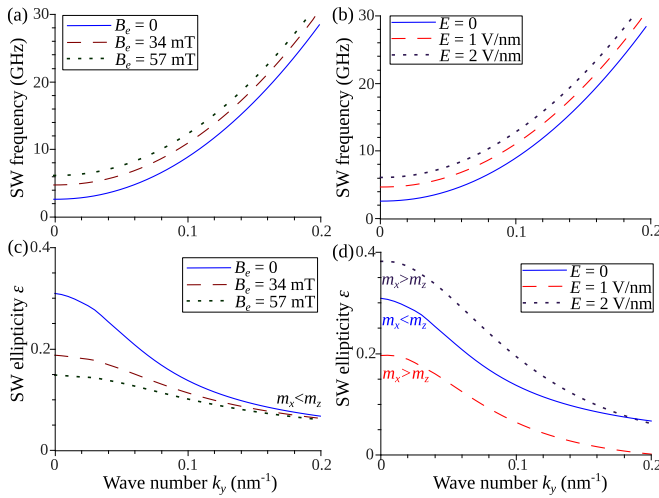 (a)
30
20
10
0
SW frequency (GHz)
B_e = 0
B_e = 34 mT
B_e = 57 mT
0
0.1
0.2
(b)
30
20
10
0
SW frequency (GHz)
E = 0
E = 1 V/nm
E = 2 V/nm
0
0.1
0.2
(c)
0.4
0.2
0
SW ellipticity ε
B_e = 0
B_e = 34 mT
B_e = 57 mT
m_x<m_z
0
0.1
0.2
Wave number k_y (nm⁻¹)
(d)
0.4
0.2
0
SW ellipticity ε
E = 0
E = 1 V/nm
E = 2 V/nm
m_x>m_z
m_x<m_z
m_x>m_z
0
0.1
0.2
Wave number k_y (nm⁻¹)